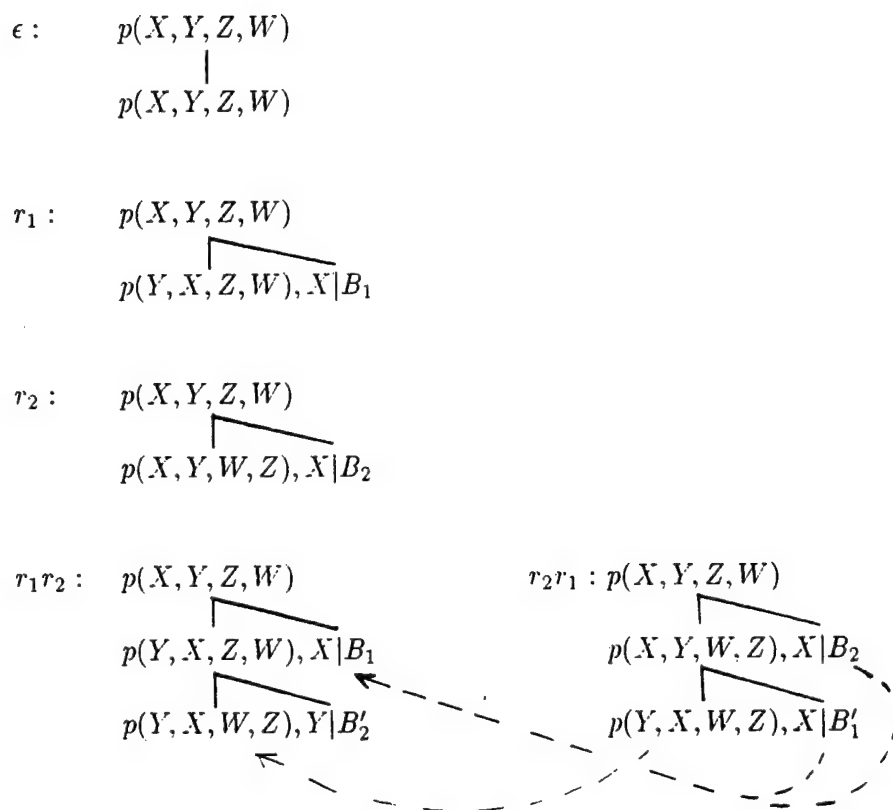 ϵ : p(X, Y, Z, W)
p(X, Y, Z, W)
r₁ : p(X, Y, Z, W)
p(Y, X, Z, W), X|B₁
r₂ : p(X, Y, Z, W)
p(X, Y, W, Z), X|B₂
r₁r₂ : p(X, Y, Z, W) r₂r₁ : p(X, Y, Z, W)
p(Y, X, Z, W), X|B₁ p(X, Y, W, Z), X|B₂
p(Y, X, W, Z), Y|B′₂ p(Y, X, W, Z), X|B′₁